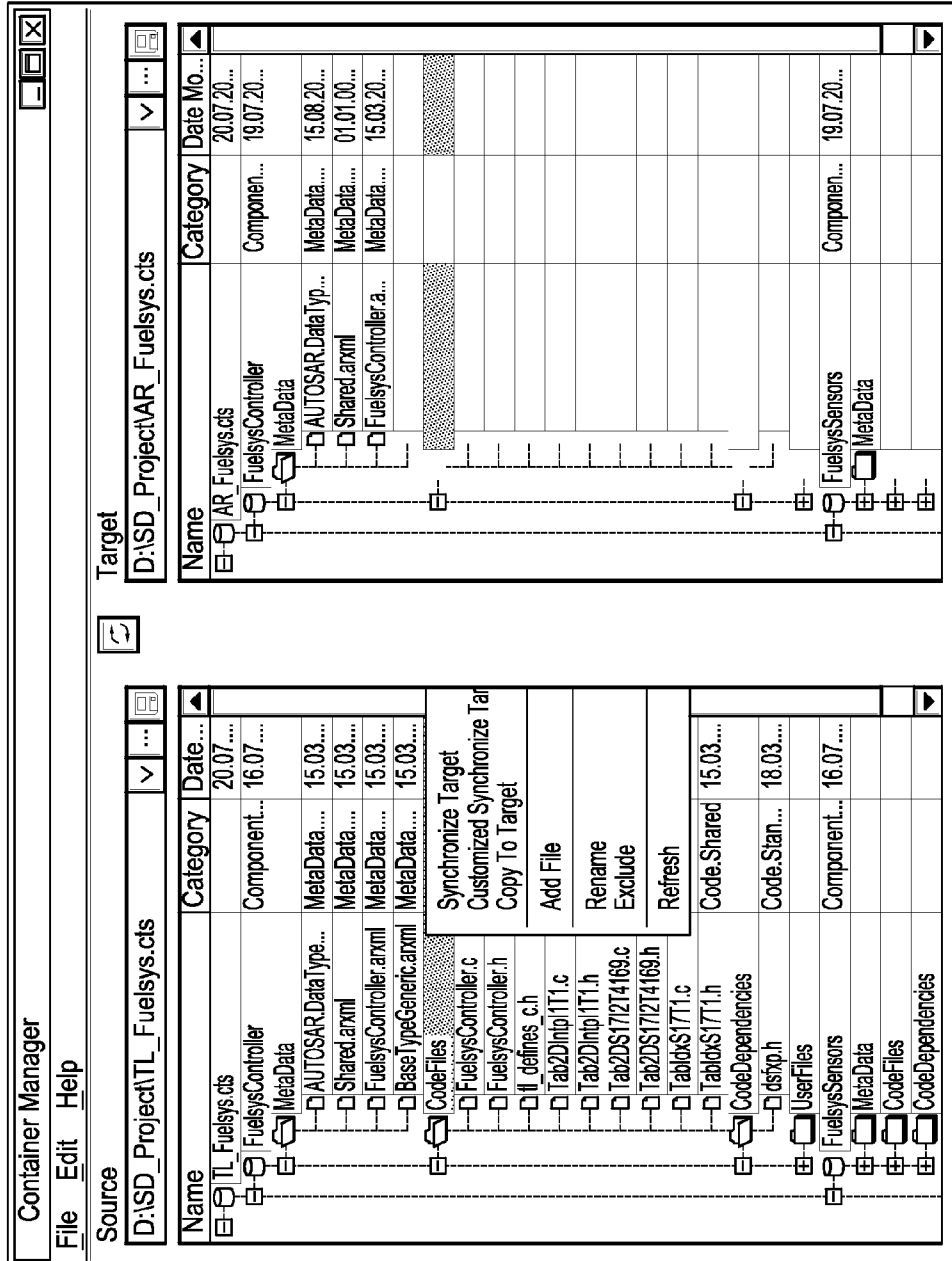 Container Manager
File Edit Help
Source
D:\SD_Project\TL_Fuelsys.cts
Name Category Date...
TL_Fuelsys.cts 20.07....
FuelsysController Component... 16.07....
MetaData
AUTOSAR.DataType... MetaData.... 15.03....
Shared.arxml MetaData.... 15.03....
FuelsysController.arxml MetaData.... 15.03....
BaseTypeGeneric.arxml MetaData.... 15.03....
CodeFiles
FuelsysController.c
FuelsysController.h
tl_defines_c.h
Tab2DIntpl1T1.c
Tab2DIntpl1T1.h
Tab2DS17I2T4169.c
Tab2DS17I2T4169.h
TabIdxS17T1.c
TabIdxS17T1.h Code.Shared 15.03....
CodeDependencies
dsfxp.h Code.Stan... 18.03....
UserFiles
FuelsysSensors Component... 16.07....
MetaData
CodeFiles
CodeDependencies
Synchronize Target
Customized Synchronize Tar
Copy To Target
Add File
Rename
Exclude
Refresh
Target
D:\SD_Project\AR_Fuelsys.cts
Name Category Date Mo...
AR_Fuelsys.cts 20.07.20...
FuelsysController Componen... 19.07.20...
MetaData
AUTOSAR.DataTyp... MetaData.... 15.08.20...
Shared.arxml MetaData.... 01.01.00...
FuelsysController.a... MetaData.... 15.03.20...
FuelsysSensors Componen... 19.07.20...
MetaData